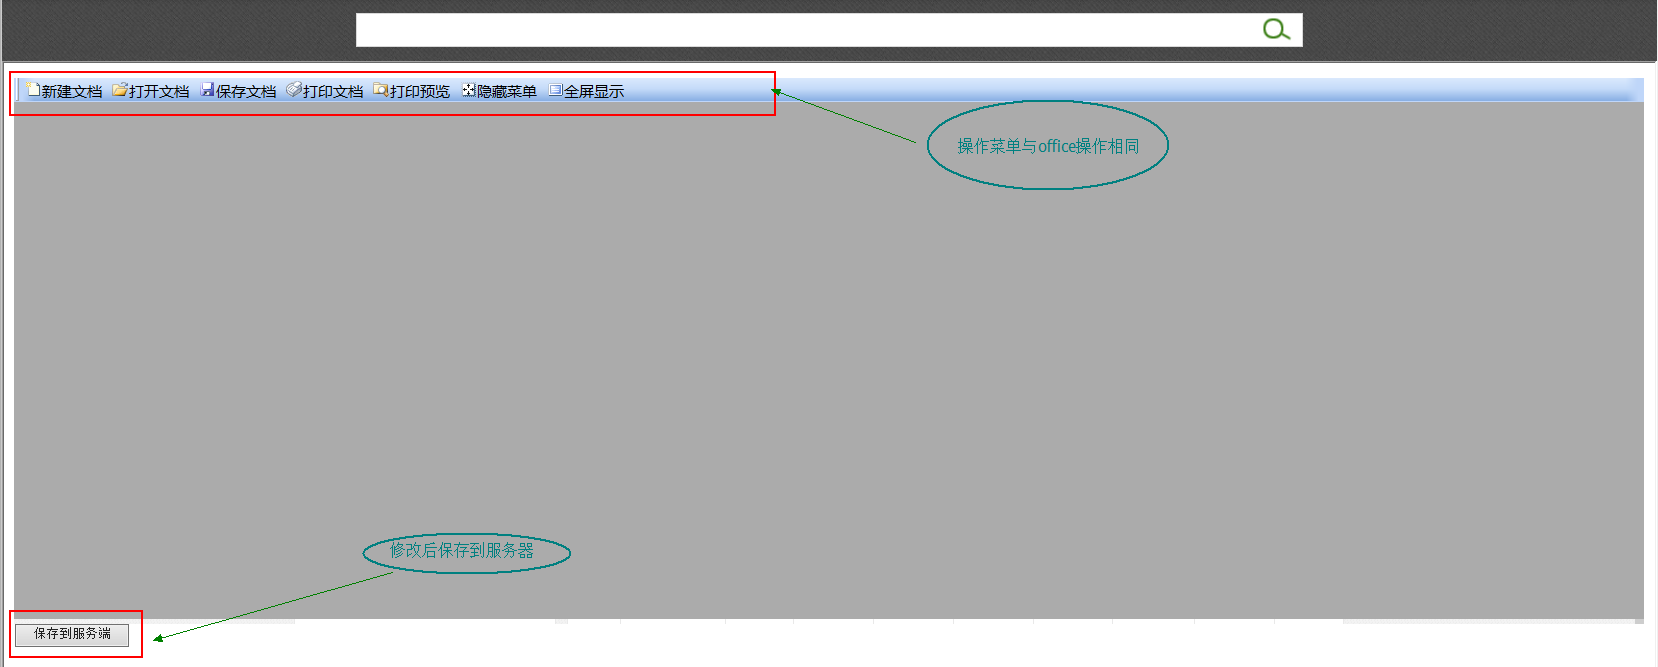 新建文档 打开文档 保存文档 打印文档 打印预览 隐藏菜单 全屏显示
操作菜单与office操作相同
修改后保存到服务器
保存到服务端